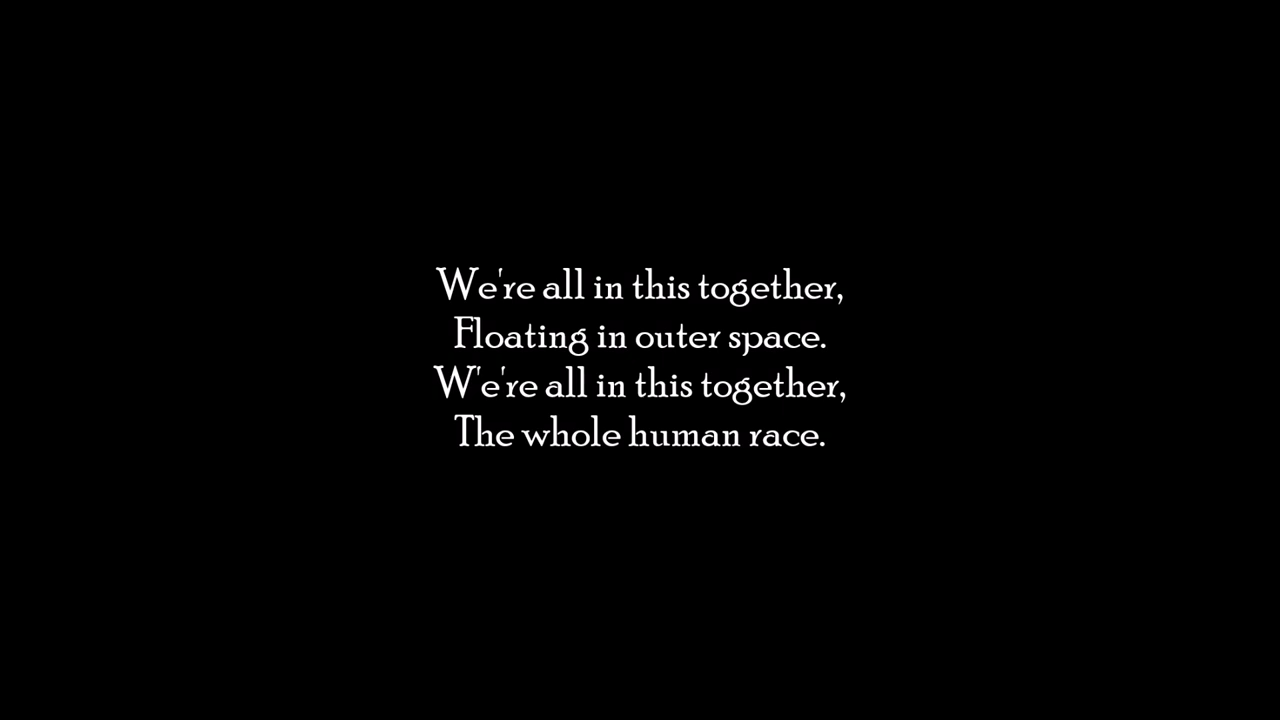 We're all in this together,
Floating in outer space.
W'e're all in this together,
The whole human race.